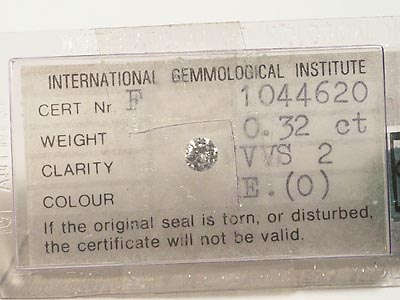 INTERNATIONAL GEMMOLOGICAL INSTITUTE
CERT. Nr F 1044620
WEIGHT 0.32 ct
CLARITY VVS 2
COLOUR E.(0)
If the original seal is torn, or disturbed,
the certificate will not be valid.